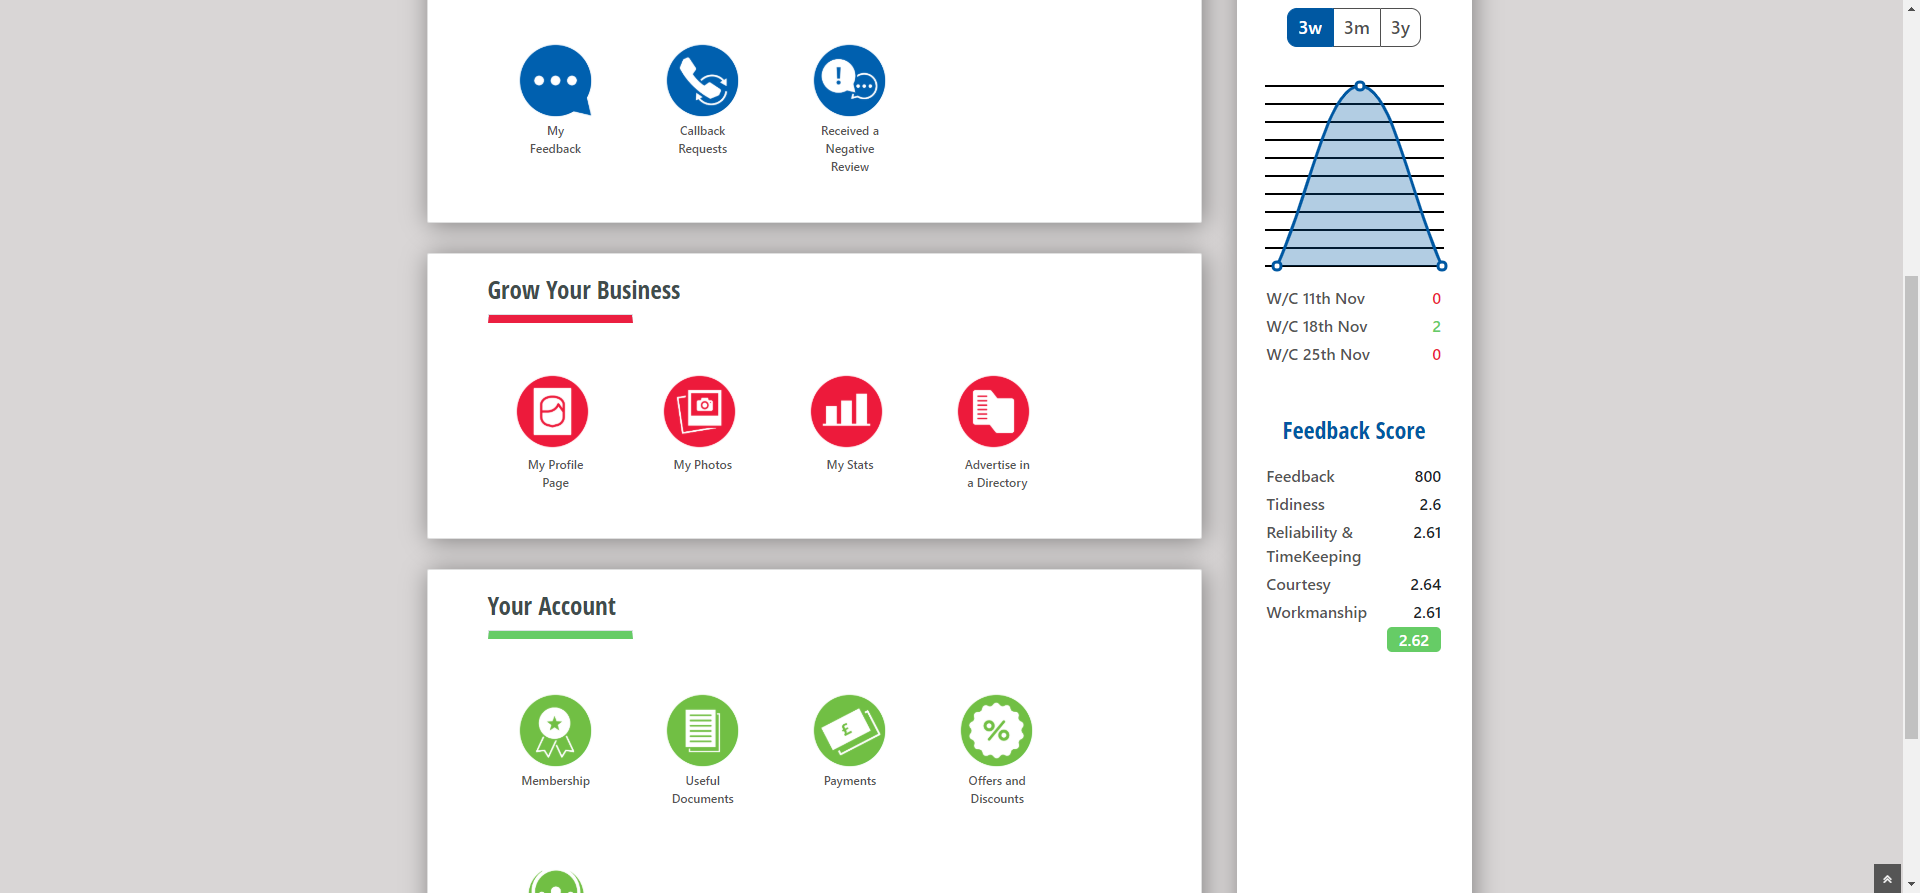 My
Feedback
Callback
Requests
Received a
Negative
Review
Grow Your Business
My Profile
Page
My Photos
My Stats
Advertise in
a Directory
Your Account
Membership
Useful
Documents
£
Payments
%
Offers and
Discounts
3w 3m 3y
W/C 11th Nov 0
W/C 18th Nov 2
W/C 25th Nov 0
Feedback Score
Feedback 800
Tidiness 2.6
Reliability & 2.61
TimeKeeping
Courtesy 2.64
Workmanship 2.61
2.62